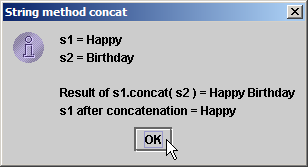 String method concat
s1 = Happy
s2 = Birthday
Result of s1.concat( s2 ) = Happy Birthday
s1 after concatenation = Happy
OK